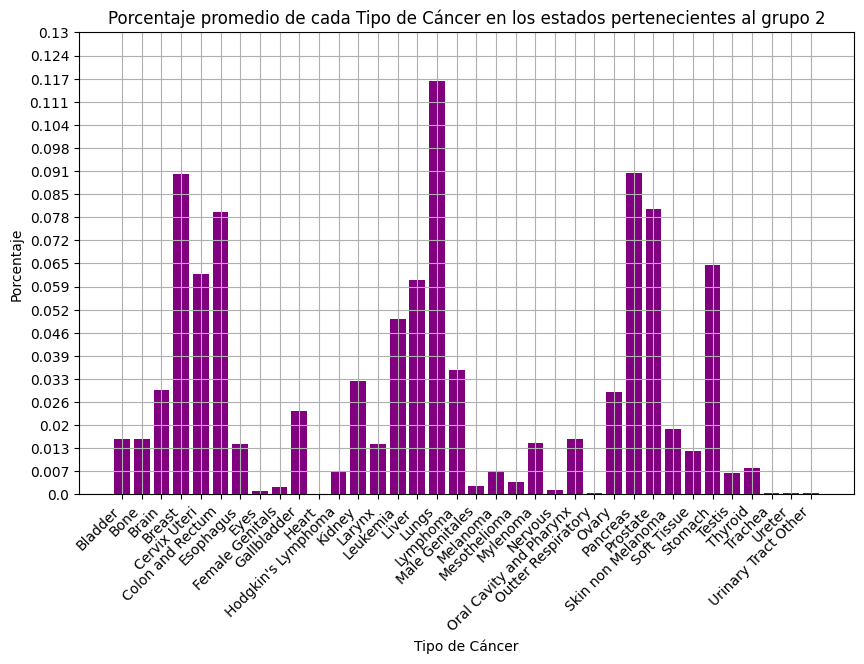 Porcentaje promedio de cada Tipo de Cáncer en los estados pertenecientes al grupo 2
0.13
0.124
0.117
0.111
0.104
0.098
0.091
0.085
0.078
0.072
0.065
0.059
0.052
0.046
0.039
0.033
0.026
0.02
0.013
0.007
0.0
Porcentaje
Bladder
Bone
Brain
Breast
Cervix Uteri
Colon and Rectum
Esophagus
Eyes
Female Genitals
Gallbladder
Heart
Hodgkin's Lymphoma
Kidney
Larynx
Leukemia
Liver
Lungs
Lymphoma
Male Genitales
Melanoma
Mesothelioma
Mylenoma
Nervous
Oral Cavity and Pharynx
Outter Respiratory
Ovary
Pancreas
Prostate
Skin non Melanoma
Soft Tissue
Stomach
Testis
Thyroid
Trachea
Ureter
Urinary Tract Other
Tipo de Cáncer